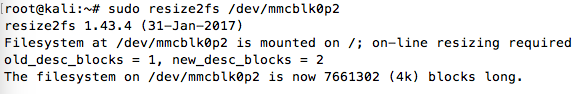 [root@kali:~# sudo resize2fs /dev/mmcblk0p2
resize2fs 1.43.4 (31-Jan-2017)
Filesystem at /dev/mmcblk0p2 is mounted on /; on-line resizing required
old_desc_blocks = 1, new_desc_blocks = 2
The filesystem on /dev/mmcblk0p2 is now 7661302 (4k) blocks long.